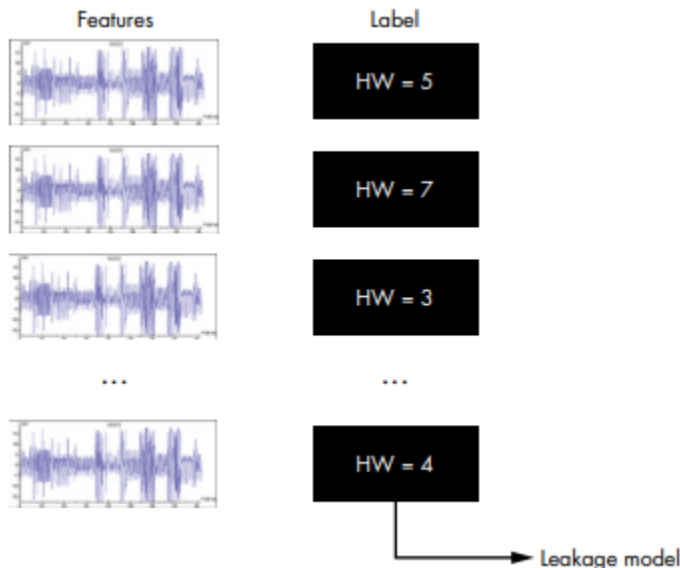 Features Label
HW = 5
HW = 7
HW = 3
... ...
HW = 4
Leakage model